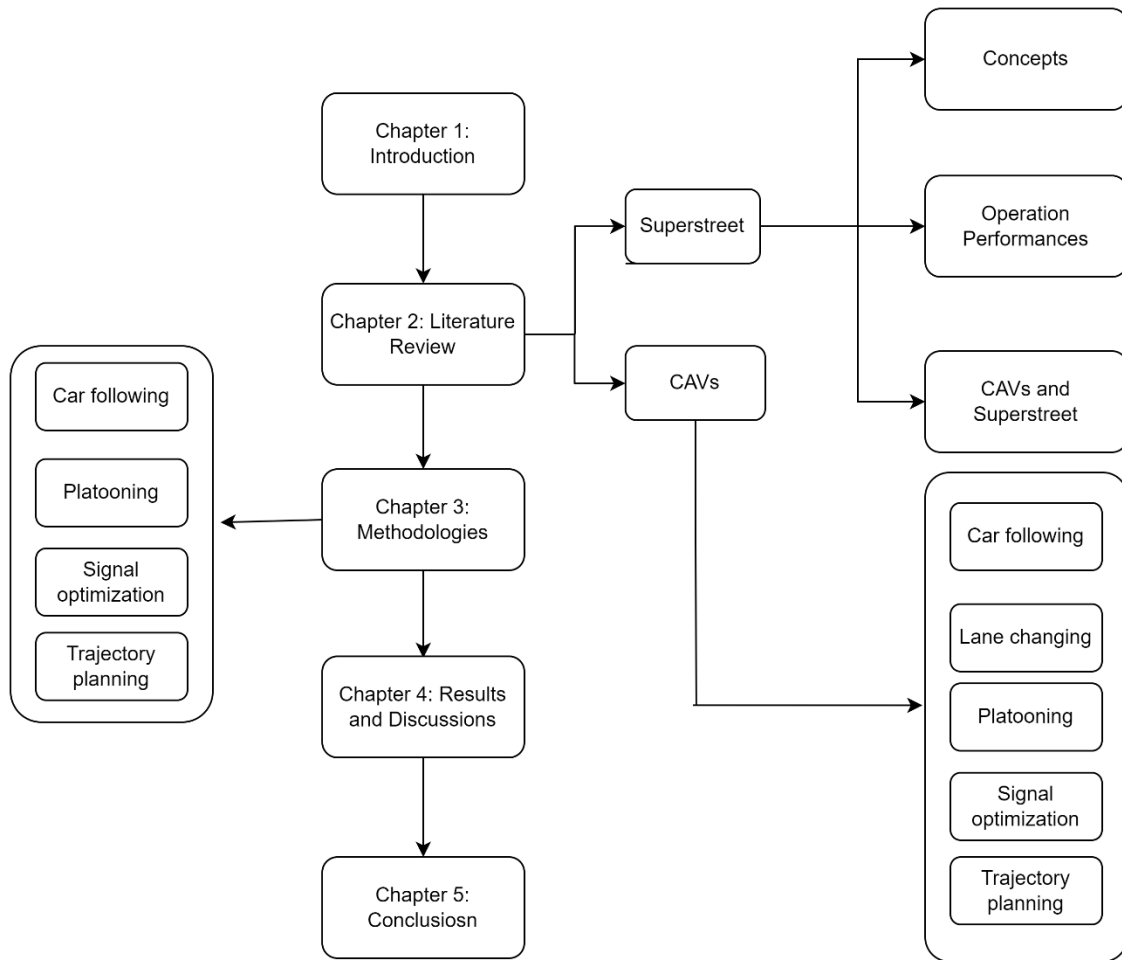 Concepts
Chapter 1:
Introduction
Superstreet
Operation
Performances
Chapter 2: Literature
Review
CAVs
CAVs and
Superstreet
Car following
Platooning
Signal
optimization
Trajectory
planning
Chapter 3:
Methodologies
Car following
Lane changing
Platooning
Signal
optimization
Trajectory
planning
Chapter 4: Results
and Discussions
Chapter 5:
Conclusiosn